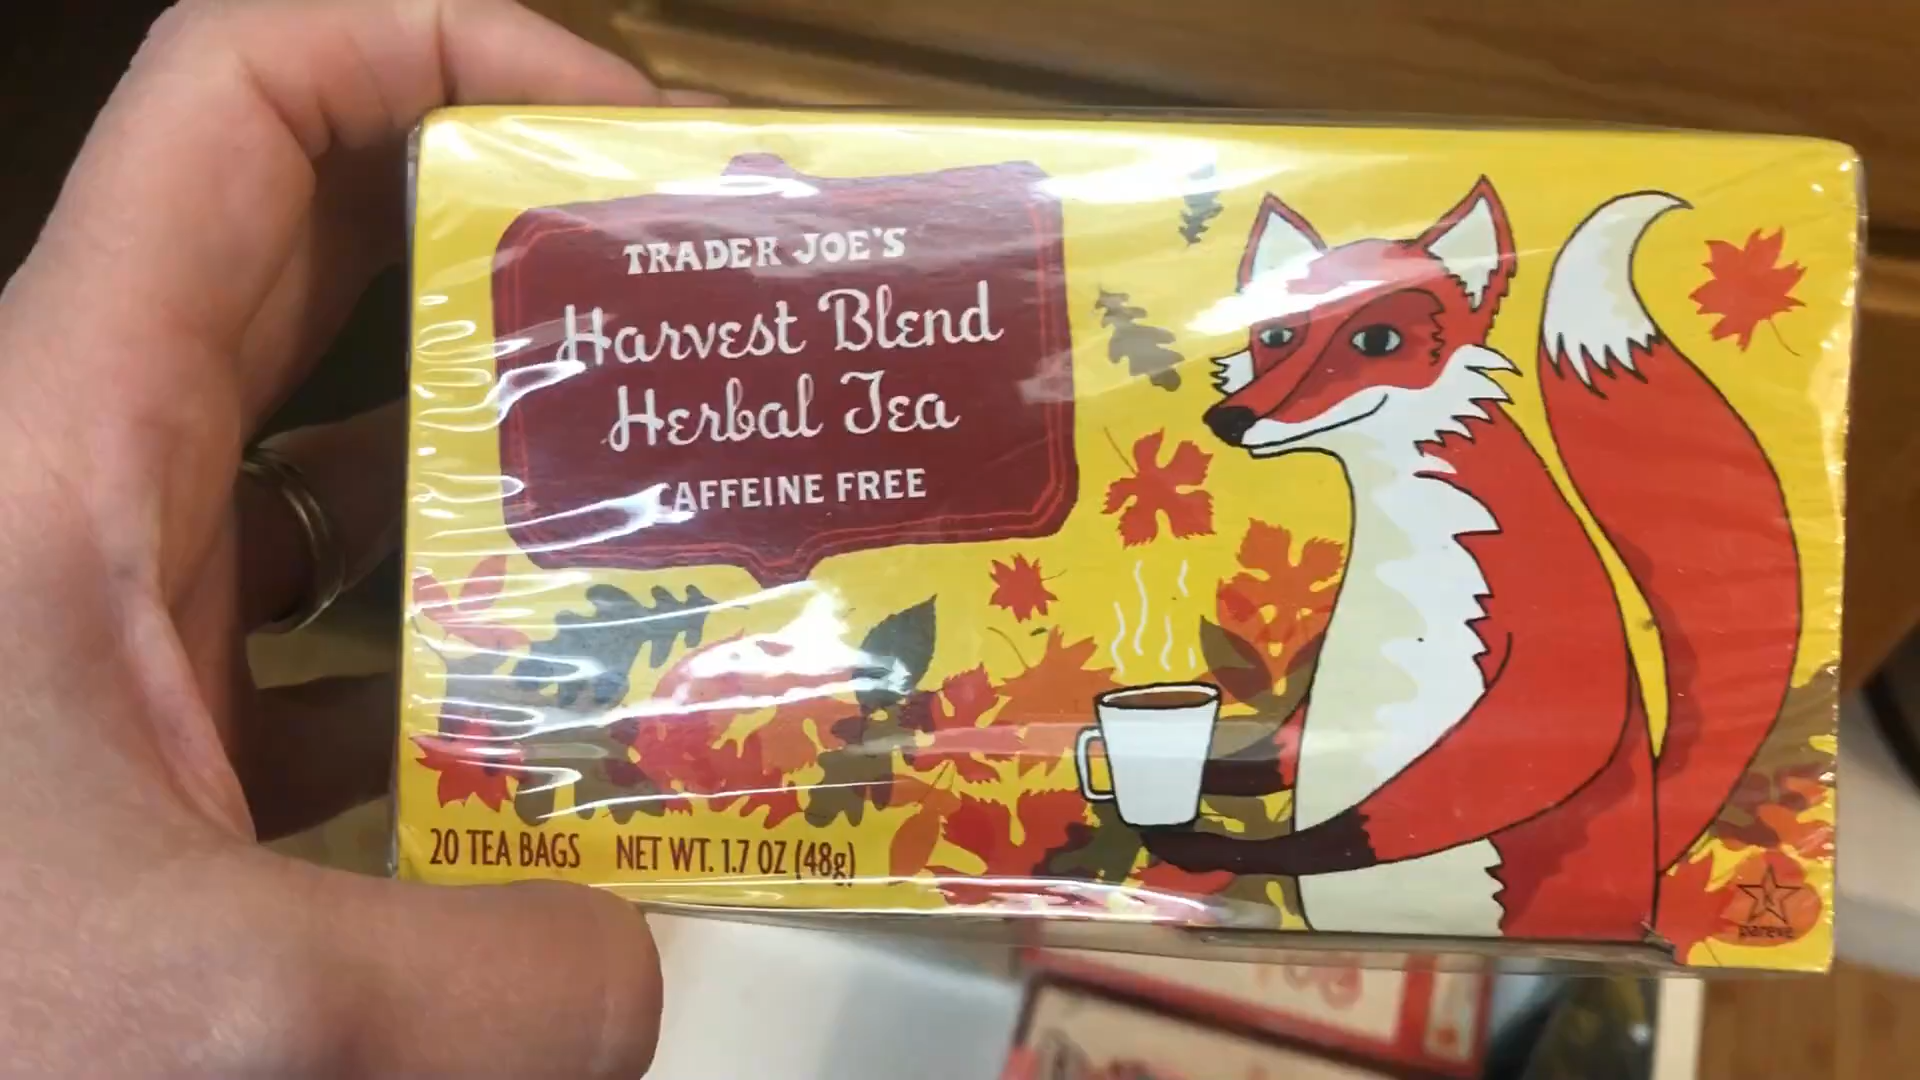 TRADER JOE'S
Harvest Blend
Herbal Tea
CAFFEINE FREE
20 TEA BAGS NET WT. 1.7 OZ (48g)
K
pareve